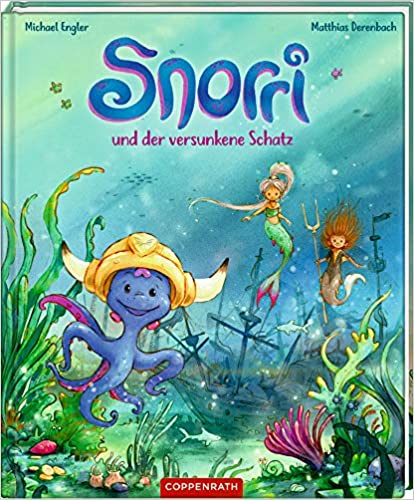 Michael Engler
Matthias Derenbach
Snorri
und der versunkene Schatz
COPPENRATH